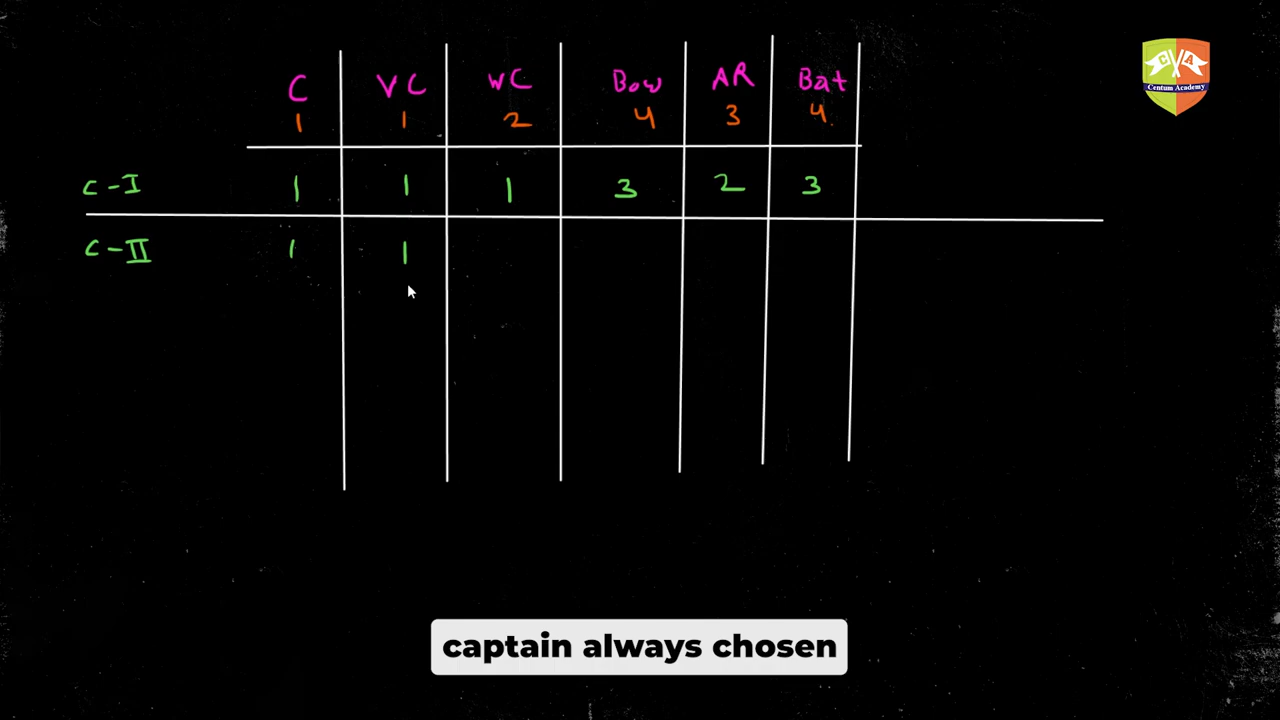 C VC WC Bow AR Bat
1 1 2 4 3 4
C-I 1 1 1 3 2 3
C-II 1 1
CVA
Centum Academy
captain always chosen